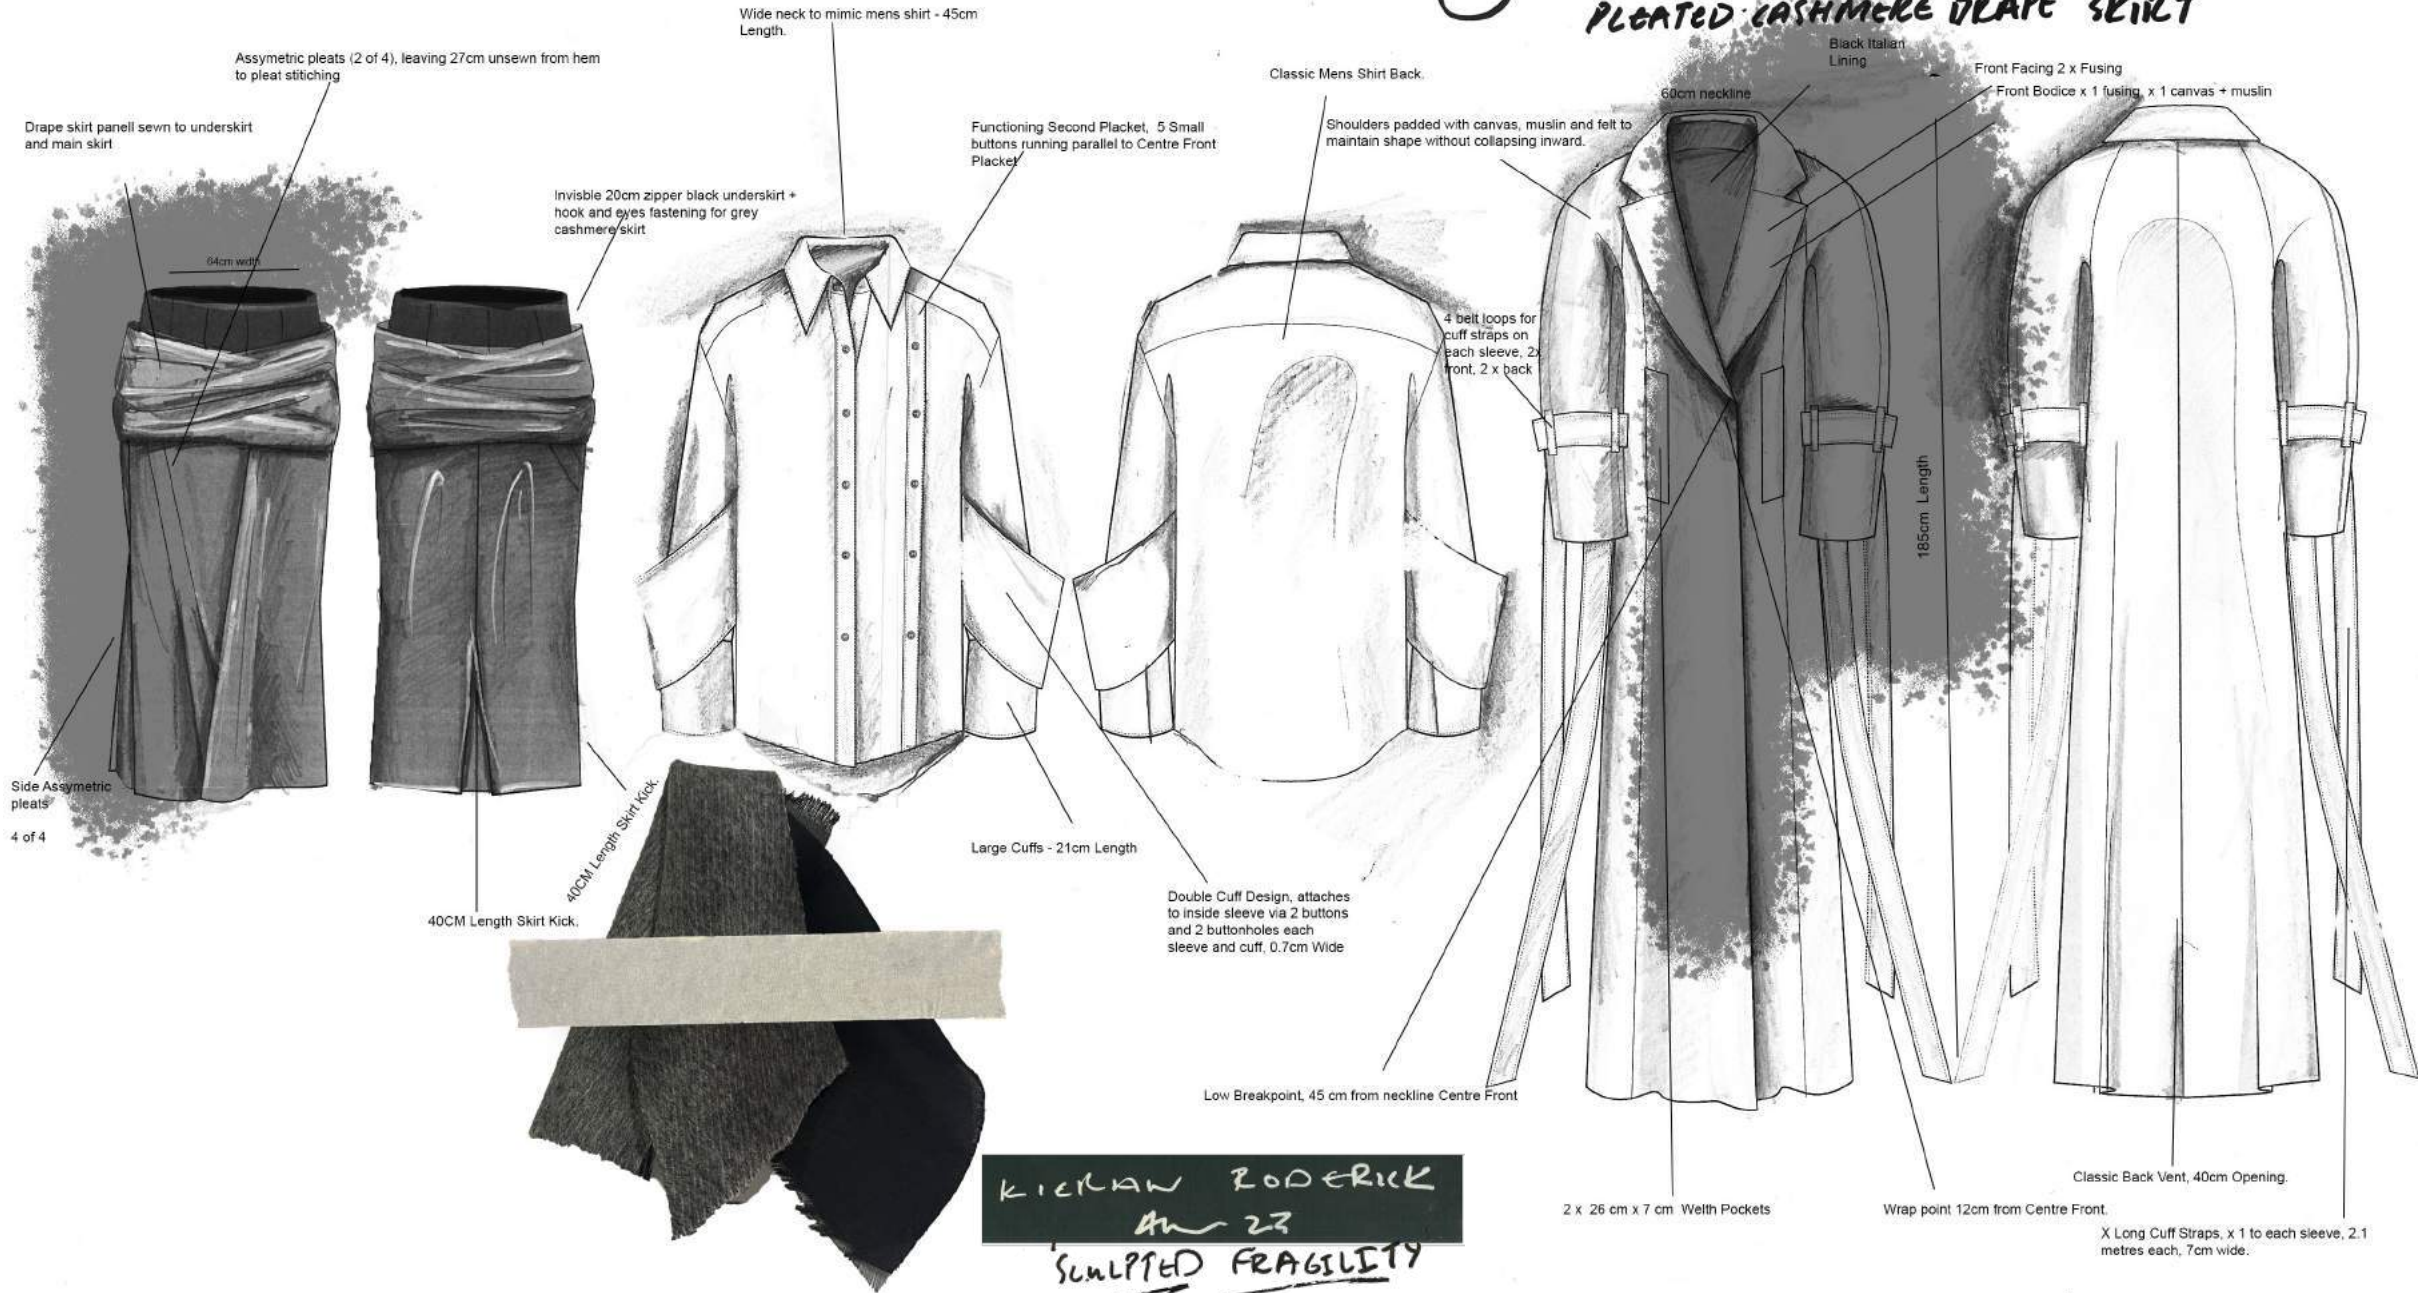 PLEATED CASHMERE DRAPE SKIRT
Wide neck to mimic mens shirt - 45cm
Length.
Assymetric pleats (2 of 4), leaving 27cm unsewn from hem
to pleat stitiching
Drape skirt panell sewn to underskirt
and main skirt
64cm width
Invisble 20cm zipper black underskirt +
hook and eyes fastening for grey
cashmere skirt
Functioning Second Placket, 5 Small
buttons running parallel to Centre Front
Placket
Classic Mens Shirt Back.
Shoulders padded with canvas, muslin and felt to
maintain shape without collapsing inward.
60cm neckline
Black Italian
Lining
Front Facing 2 x Fusing
Front Bodice x 1 fusing, x 1 canvas + muslin
4 belt loops for
cuff straps on
each sleeve, 2x
front, 2 x back
185cm Length
Side Assymetric
pleats
4 of 4
40CM Length Skirt Kick.
40CM Length Skirt Kick.
Large Cuffs - 21cm Length
Double Cuff Design, attaches
to inside sleeve via 2 buttons
and 2 buttonholes each
sleeve and cuff, 0.7cm Wide
Low Breakpoint, 45 cm from neckline Centre Front
2 x 26 cm x 7 cm Welth Pockets
Wrap point 12cm from Centre Front.
Classic Back Vent, 40cm Opening.
X Long Cuff Straps, x 1 to each sleeve, 2.1
metres each, 7cm wide.
KIERAN RODERICK
AW 23
SCULPTED FRAGILITY